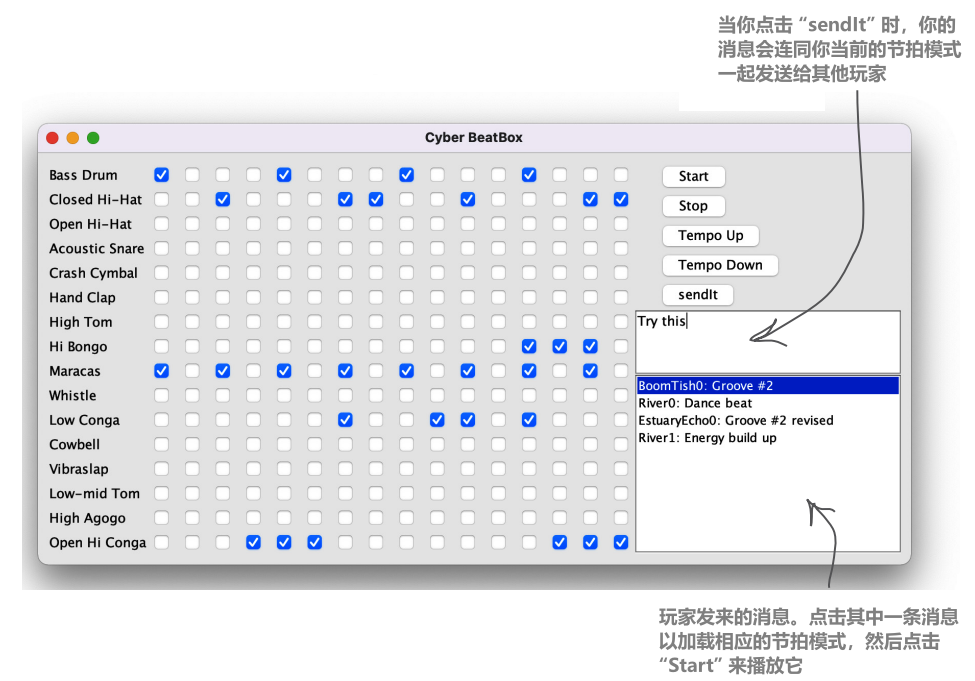 当你点击 “sendIt” 时，你的
消息会连同你当前的节拍模式
一起发送给其他玩家
Cyber BeatBox
Bass Drum
Closed Hi-Hat
Open Hi-Hat
Acoustic Snare
Crash Cymbal
Hand Clap
High Tom
Hi Bongo
Maracas
Whistle
Low Conga
Cowbell
Vibraslap
Low-mid Tom
High Agogo
Open Hi Conga
Start
Stop
Tempo Up
Tempo Down
sendIt
Try this
BoomTish0: Groove #2
River0: Dance beat
EstuaryEcho0: Groove #2 revised
River1: Energy build up
玩家发来的消息。点击其中一条消息
以加载相应的节拍模式，然后点击
“Start” 来播放它